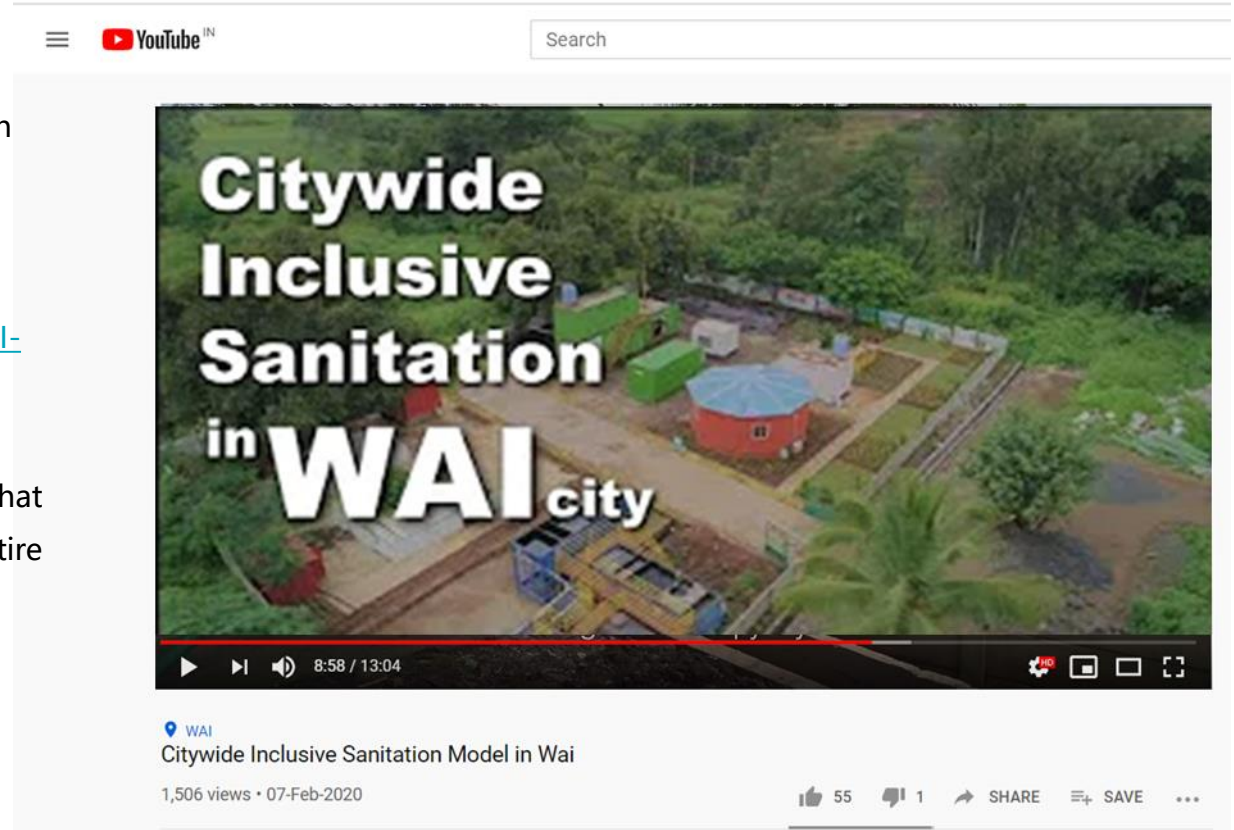 YouTube IN
Search
n
l-
hat
tire
Citywide
Inclusive
Sanitation
in WAI city
8:58 / 13:04
HD
WAI
Citywide Inclusive Sanitation Model in Wai
1,506 views • 07-Feb-2020
55
1
SHARE
SAVE